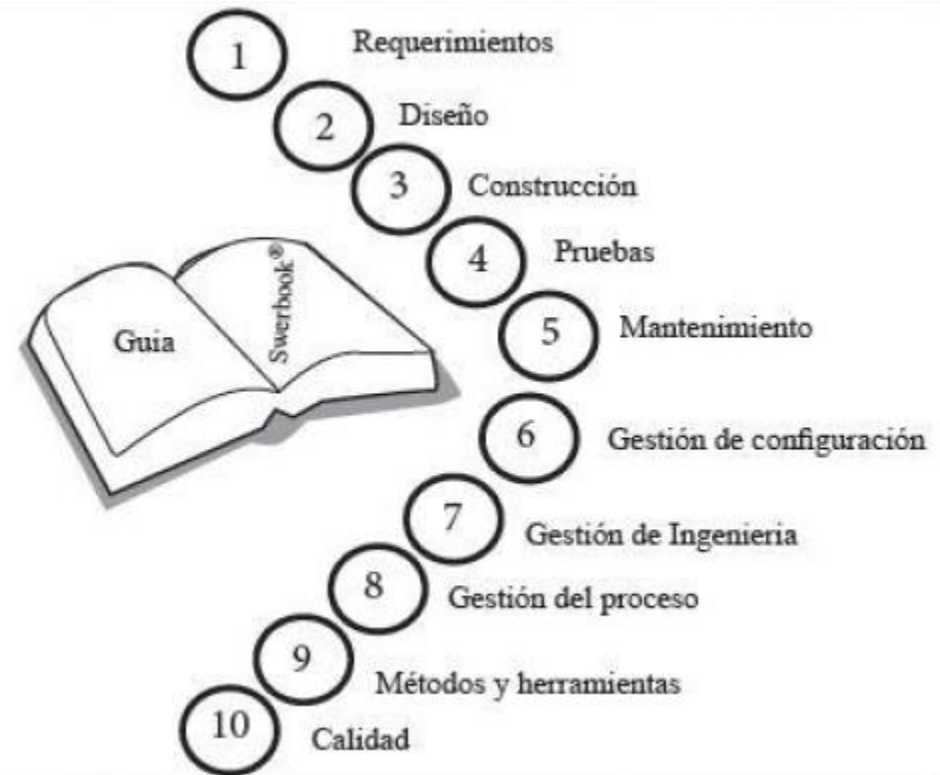 1 Requerimientos
2 Diseño
3 Construcción
4 Pruebas
Guia
Swerbook®
5 Mantenimiento
6 Gestión de configuración
7 Gestión de Ingenieria
8 Gestión del proceso
9 Métodos y herramientas
10 Calidad